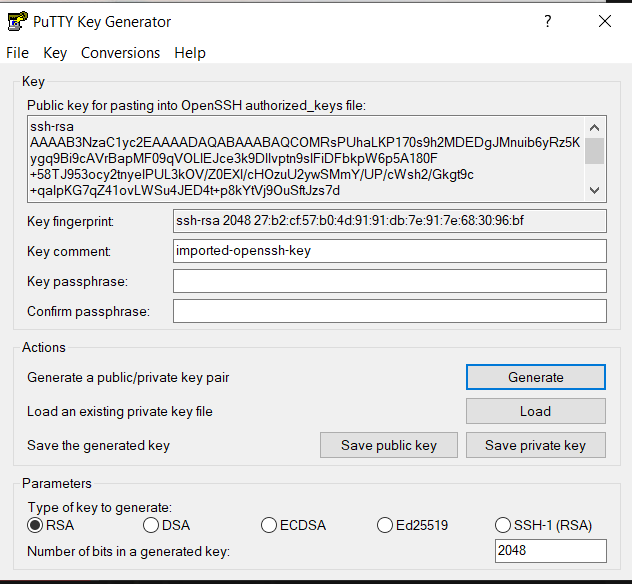 PuTTY Key Generator
?
File Key Conversions Help
Key
Public key for pasting into OpenSSH authorized_keys file:
ssh-rsa
AAAAB3NzaC1yc2EAAAADAQABAAABAQCOMRsPUhaLKP170s9h2MDEDgJMnuib6yRz5K
ygq9Bi9cAVrBapMF09qVOLIEJce3k9DIlvptn9sIFiDFbkpW6p5A180F
+58TJ953ocy2tnyeIPUL3kOV/Z0EXl/cHOzuU2ywSMmY/UP/cWsh2/Gkgt9c
+qaIpKG7qZ41ovLWSu4JED4t+p8kYtVj9OuSftJzs7d
Key fingerprint: ssh-rsa 2048 27:b2:cf:57:b0:4d:91:91:db:7e:91:7e:68:30:96:bf
Key comment: imported-openssh-key
Key passphrase:
Confirm passphrase:
Actions
Generate a public/private key pair Generate
Load an existing private key file Load
Save the generated key Save public key Save private key
Parameters
Type of key to generate:
RSA DSA ECDSA Ed25519 SSH-1 (RSA)
Number of bits in a generated key: 2048